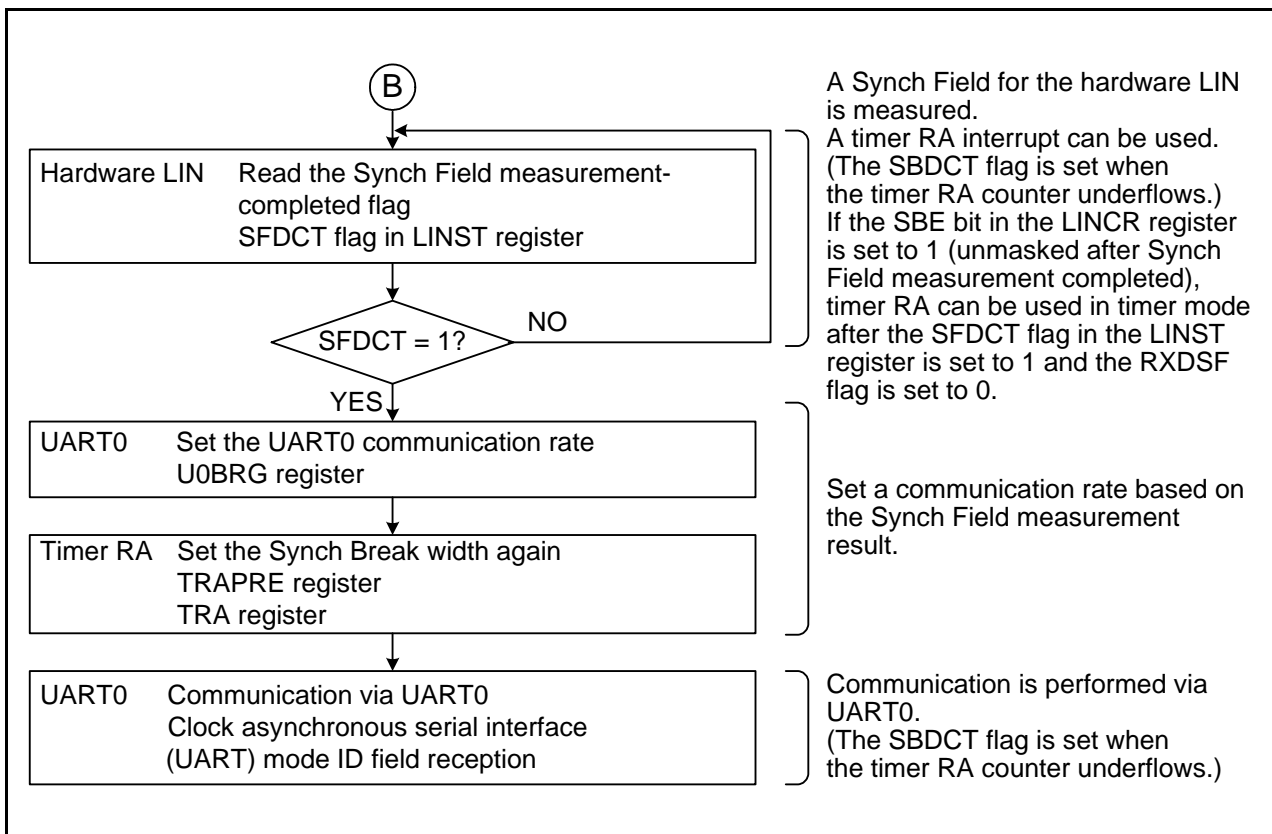 B
Hardware LIN Read the Synch Field measurement-
completed flag
SFDCT flag in LINST register
SFDCT = 1?
NO
YES
A Synch Field for the hardware LIN
is measured.
A timer RA interrupt can be used.
(The SBDCT flag is set when
the timer RA counter underflows.)
If the SBE bit in the LINCR register
is set to 1 (unmasked after Synch
Field measurement completed),
timer RA can be used in timer mode
after the SFDCT flag in the LINST
register is set to 1 and the RXDSF
flag is set to 0.
UART0 Set the UART0 communication rate
U0BRG register
Timer RA Set the Synch Break width again
TRAPRE register
TRA register
Set a communication rate based on
the Synch Field measurement
result.
UART0 Communication via UART0
Clock asynchronous serial interface
(UART) mode ID field reception
Communication is performed via
UART0.
(The SBDCT flag is set when
the timer RA counter underflows.)